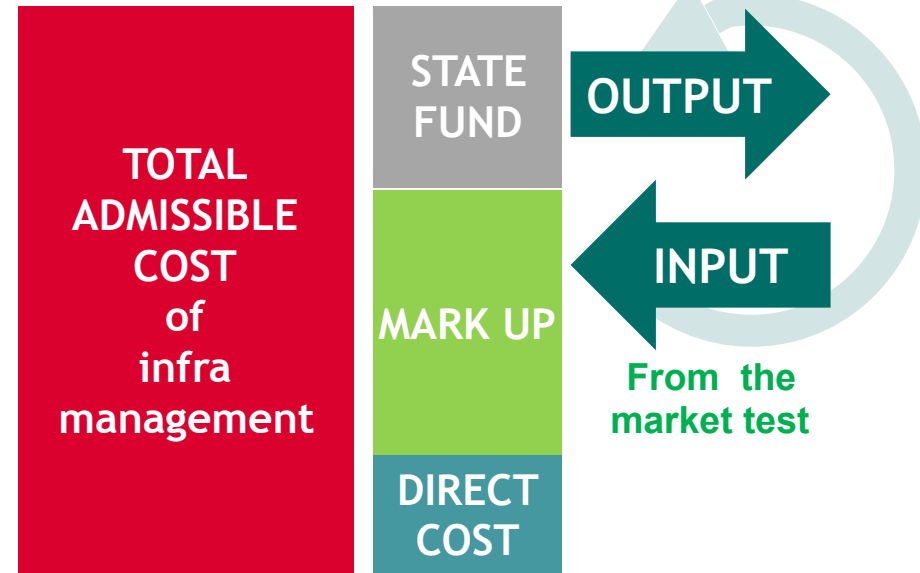 TOTAL
ADMISSIBLE
COST
of
infra
management
STATE
FUND
MARK UP
DIRECT
COST
OUTPUT
INPUT
From the
market test